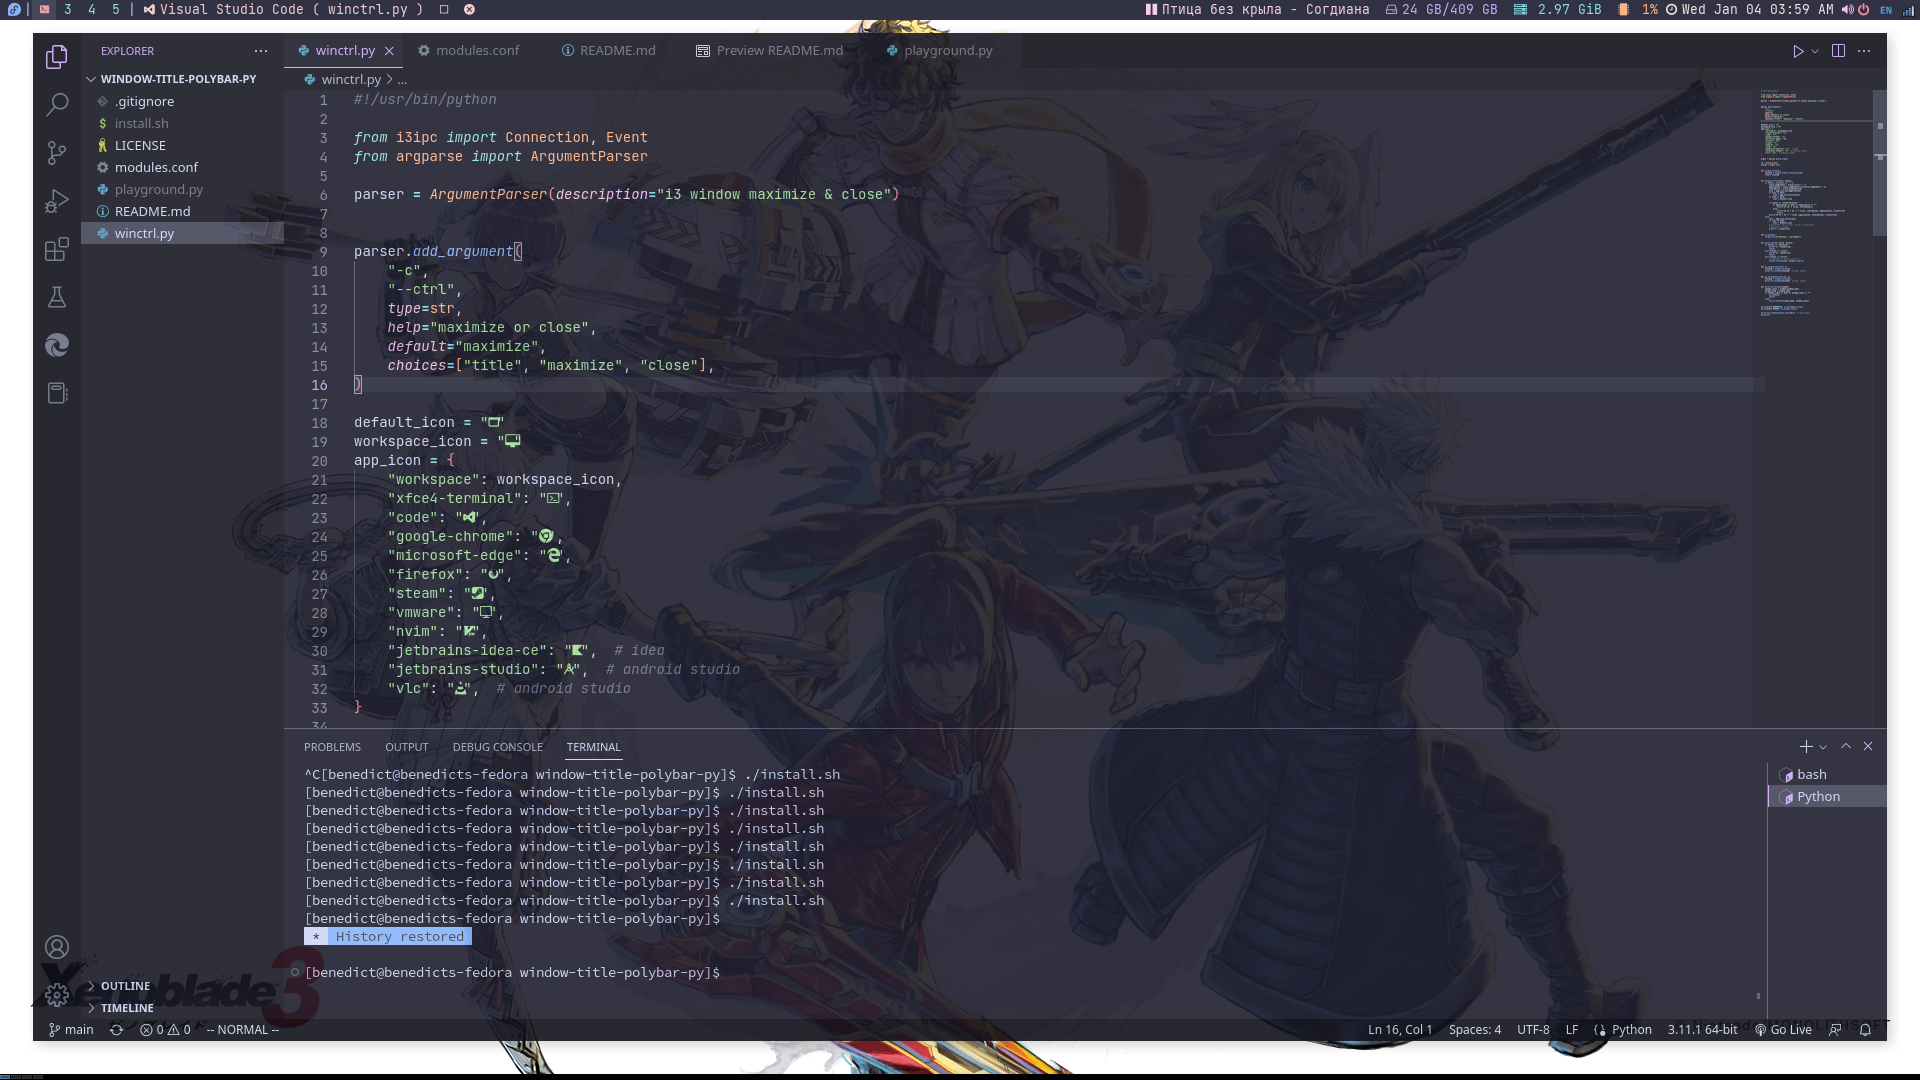 3 4 5 | Visual Studio Code ( winctrl.py )
Птица без крыла - Согдиана 24 GB/409 GB 2.97 GiB 1% Wed Jan 04 03:59 AM EN
EXPLORER
WINDOW-TITLE-POLYBAR-PY
.gitignore
install.sh
LICENSE
modules.conf
playground.py
README.md
winctrl.py
OUTLINE
TIMELINE
winctrl.py modules.conf README.md Preview README.md playground.py
winctrl.py > ...
1 #!/usr/bin/python
2
3 from i3ipc import Connection, Event
4 from argparse import ArgumentParser
5
6 parser = ArgumentParser(description="i3 window maximize & close")
7
8
9 parser.add_argument(
10 "-c",
11 "--ctrl",
12 type=str,
13 help="maximize or close",
14 default="maximize",
15 choices=["title", "maximize", "close"],
16 )
17
18 default_icon = ""
19 workspace_icon = "
20 app_icon = {
21 "workspace": workspace_icon,
22 "xfce4-terminal": "",
23 "code": "",
24 "google-chrome": "",
25 "microsoft-edge": "",
26 "firefox": "",
27 "steam": "",
28 "vmware": "",
29 "nvim": "",
30 "jetbrains-idea-ce": "", # idea
31 "jetbrains-studio": "", # android studio
32 "vlc": "", # android studio
33 }
34
PROBLEMS OUTPUT DEBUG CONSOLE TERMINAL
^C[benedict@benedicts-fedora window-title-polybar-py]$ ./install.sh
[benedict@benedicts-fedora window-title-polybar-py]$ ./install.sh
[benedict@benedicts-fedora window-title-polybar-py]$ ./install.sh
[benedict@benedicts-fedora window-title-polybar-py]$ ./install.sh
[benedict@benedicts-fedora window-title-polybar-py]$ ./install.sh
[benedict@benedicts-fedora window-title-polybar-py]$ ./install.sh
[benedict@benedicts-fedora window-title-polybar-py]$ ./install.sh
[benedict@benedicts-fedora window-title-polybar-py]$ ./install.sh
[benedict@benedicts-fedora window-title-polybar-py]$
* History restored
[benedict@benedicts-fedora window-title-polybar-py]$
bash
Python
Xenoblade 3
main 0 0 -- NORMAL --
Ln 16, Col 1 Spaces: 4 UTF-8 LF Python 3.11.1 64-bit Go Live